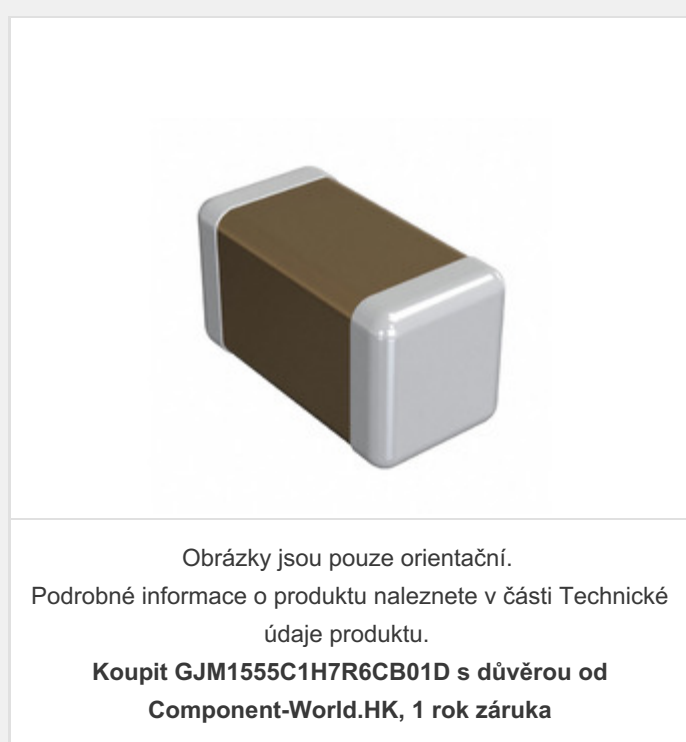 Obrázky jsou pouze orientační.
Podrobné informace o produktu naleznete v části Technické
údaje produktu.
Koupit GJM1555C1H7R6CB01D s důvěrou od
Component-World.HK, 1 rok záruka